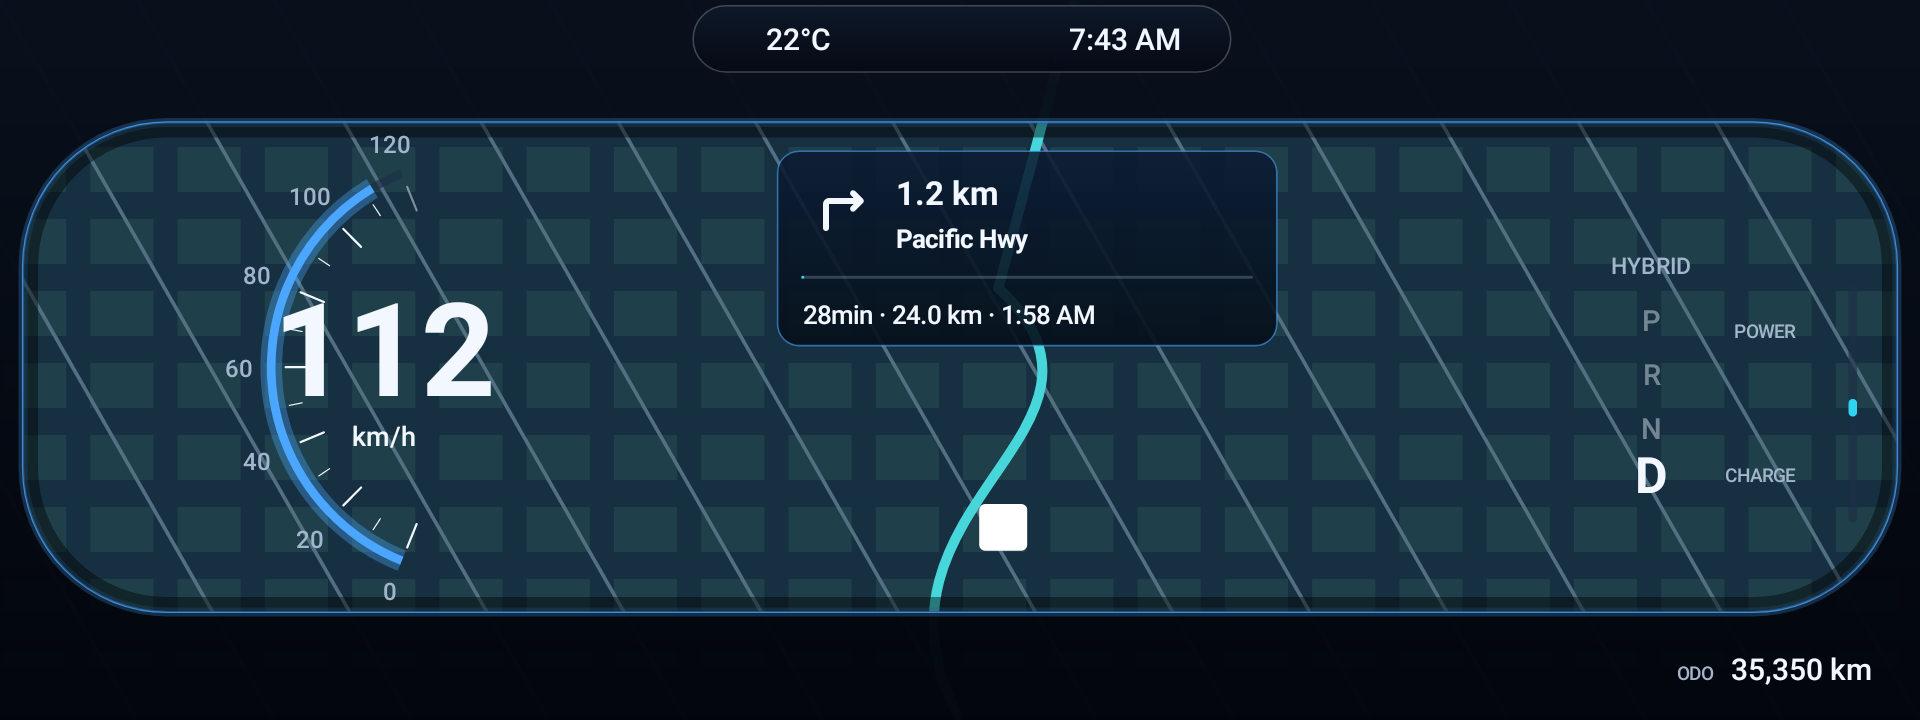 22°C 7:43 AM
120
100
80
60
40
20
0
112
km/h
1.2 km
Pacific Hwy
28min · 24.0 km · 1:58 AM
HYBRID
P
R
N
D
POWER
CHARGE
ODO 35,350 km